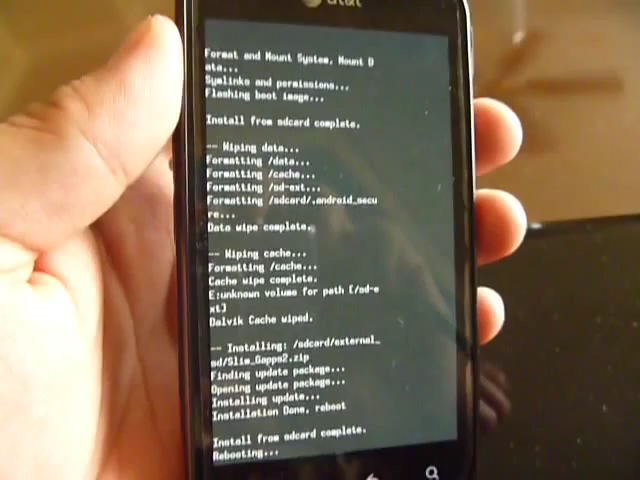 at&t
Format and Mount System, Mount D
ata...
Symlinks and permissions...
Flashing boot image...
Install from sdcard complete.
-- Wiping data...
Formatting /data...
Formatting /cache...
Formatting /sd-ext...
Formatting /sdcard/.android_secu
re...
Data wipe complete.
-- Wiping cache...
Formatting /cache...
Cache wipe complete.
E:unknown volume for path [/sd-e
xt]
Dalvik Cache wiped.
-- Installing: /sdcard/external_
sd/Slim_Gapps2.zip
Finding update package...
Opening update package...
Installing update...
Installation Done, reboot
Install from sdcard complete.
Rebooting...